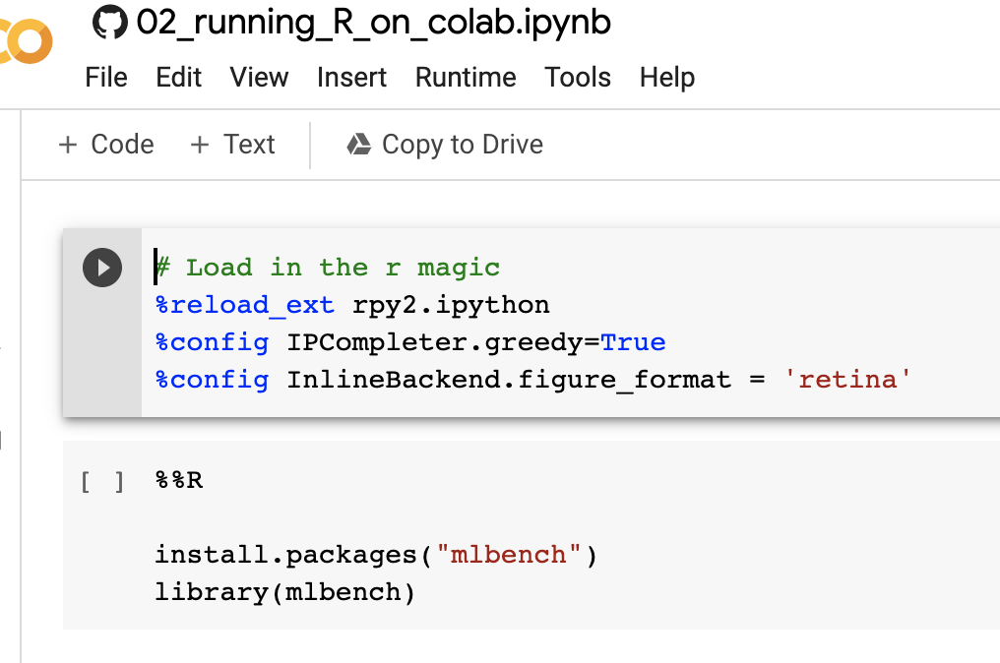 02_running_R_on_colab.ipynb
File Edit View Insert Runtime Tools Help
+ Code + Text Copy to Drive
# Load in the r magic
%reload_ext rpy2.ipython
%config IPCompleter.greedy=True
%config InlineBackend.figure_format = 'retina'
[ ] %%R
install.packages("mlbench")
library(mlbench)